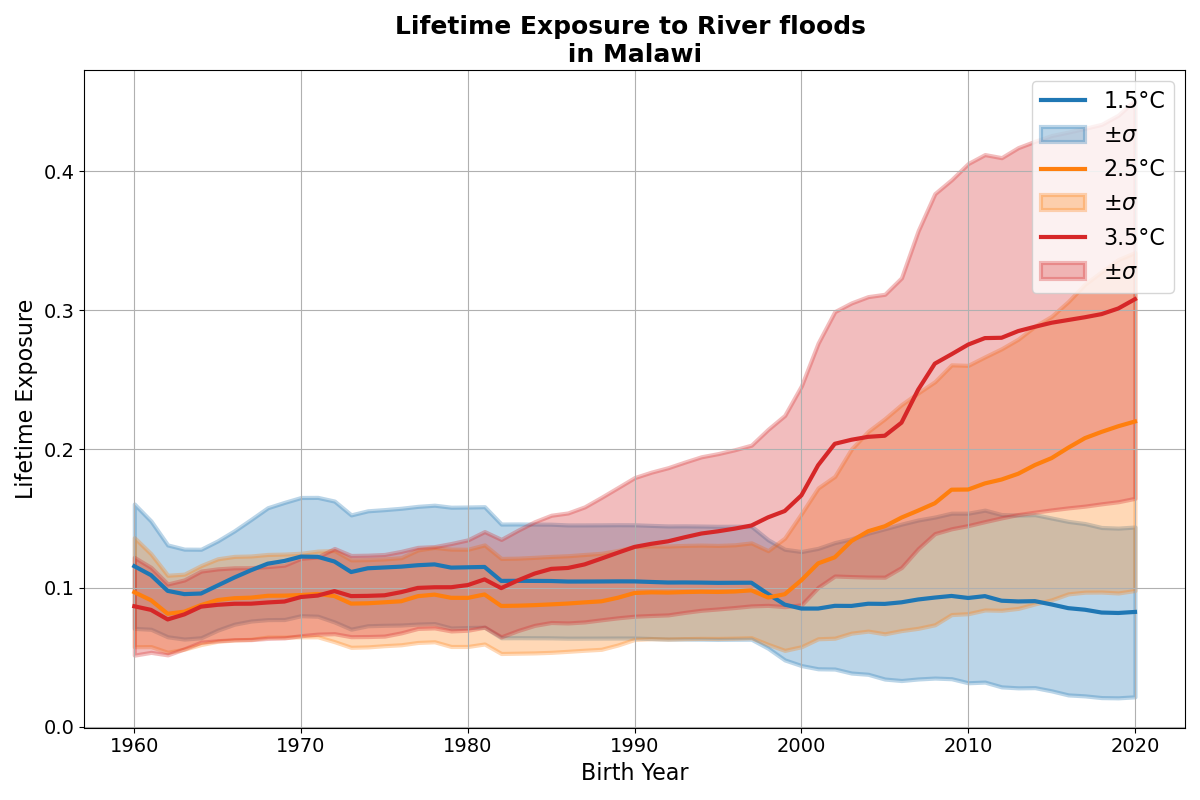 Lifetime Exposure to River floods
in Malawi
1.5°C
±σ
2.5°C
±σ
3.5°C
±σ
Lifetime Exposure
0.4
0.3
0.2
0.1
0.0
1960 1970 1980 1990 2000 2010 2020
Birth Year